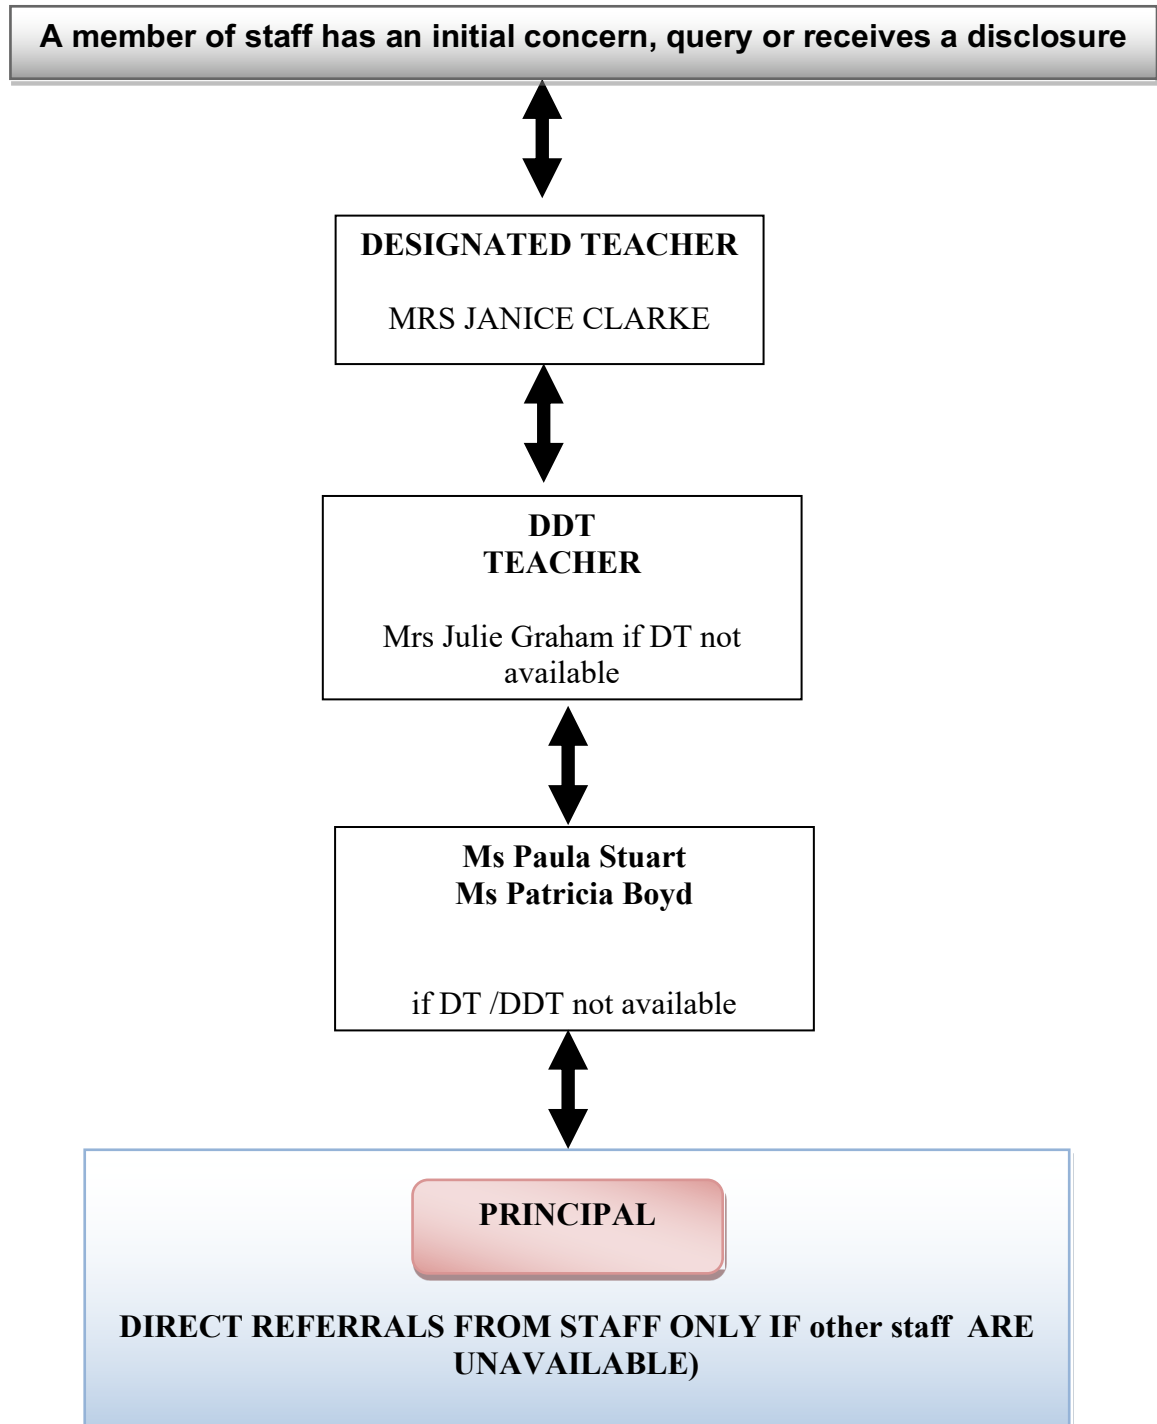 A member of staff has an initial concern, query or receives a disclosure
DESIGNATED TEACHER
MRS JANICE CLARKE
DDT
TEACHER
Mrs Julie Graham if DT not
available
Ms Paula Stuart
Ms Patricia Boyd
if DT /DDT not available
PRINCIPAL
DIRECT REFERRALS FROM STAFF ONLY IF other staff ARE
UNAVAILABLE)